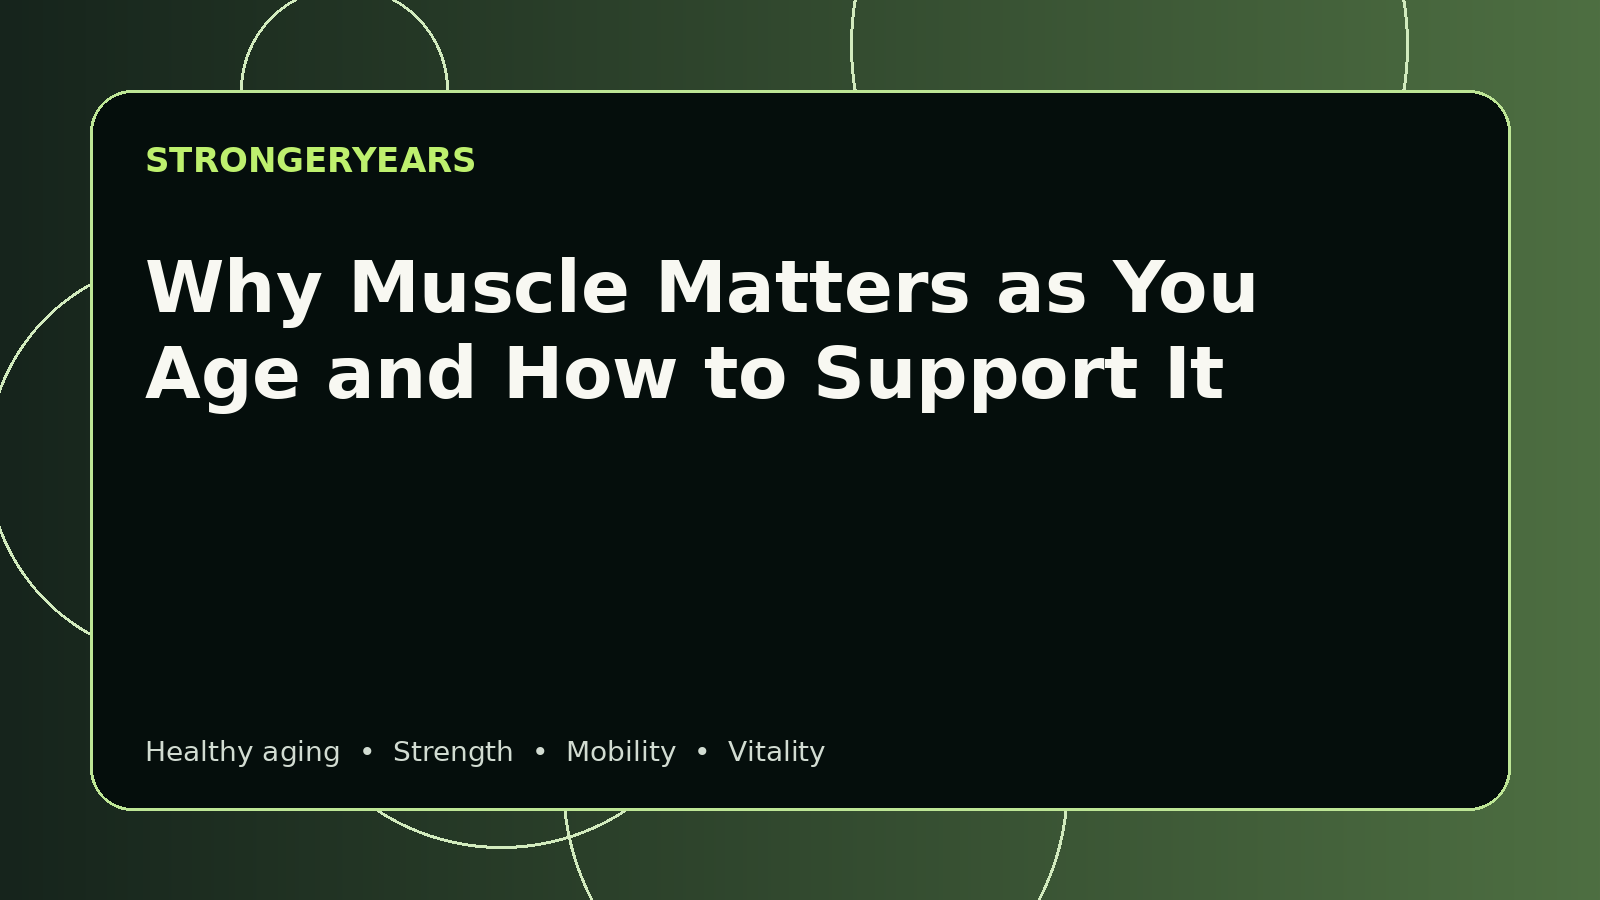 STRONGERYEARS
Why Muscle Matters as You
Age and How to Support It
Healthy aging • Strength • Mobility • Vitality